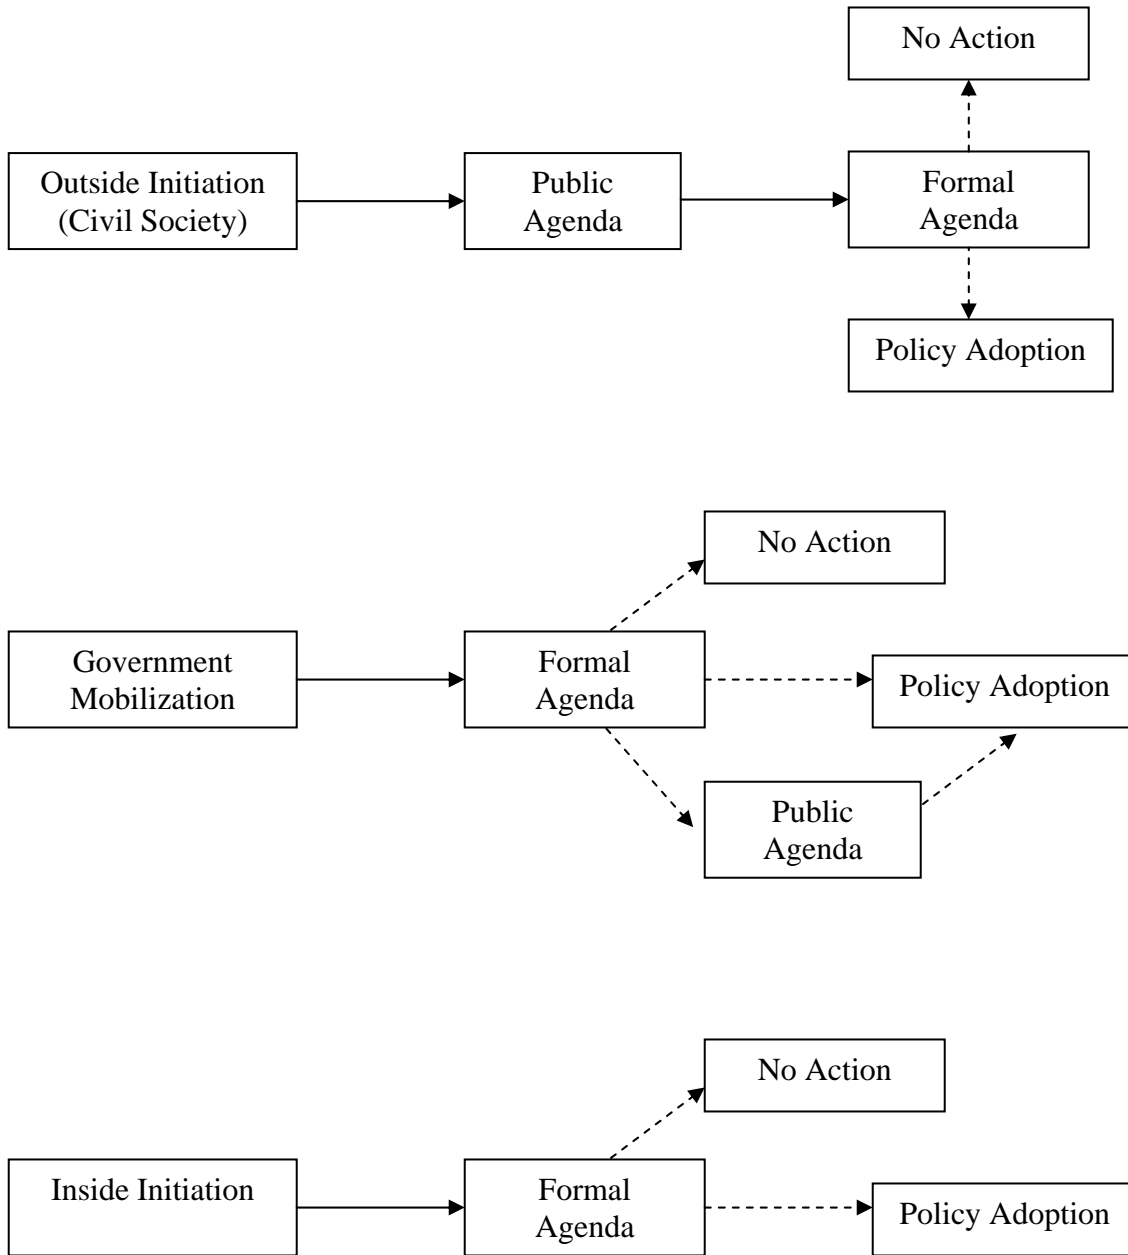 No Action
Outside Initiation
(Civil Society)
Public
Agenda
Formal
Agenda
Policy Adoption
No Action
Government
Mobilization
Formal
Agenda
Policy Adoption
Public
Agenda
No Action
Inside Initiation
Formal
Agenda
Policy Adoption